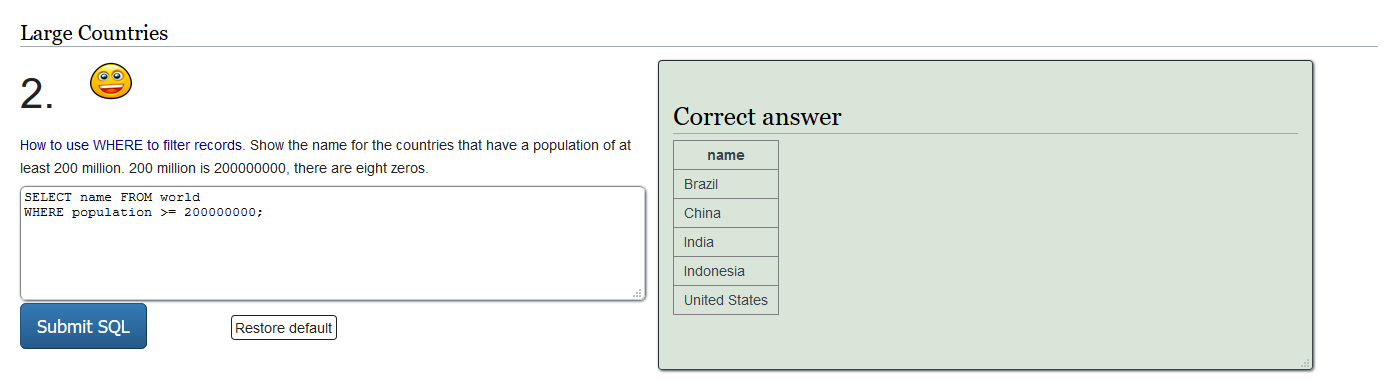 Large Countries
2.
How to use WHERE to filter records. Show the name for the countries that have a population of at
least 200 million. 200 million is 200000000, there are eight zeros.
SELECT name FROM world
WHERE population >= 200000000;
Submit SQL
Restore default
Correct answer
name
Brazil
China
India
Indonesia
United States